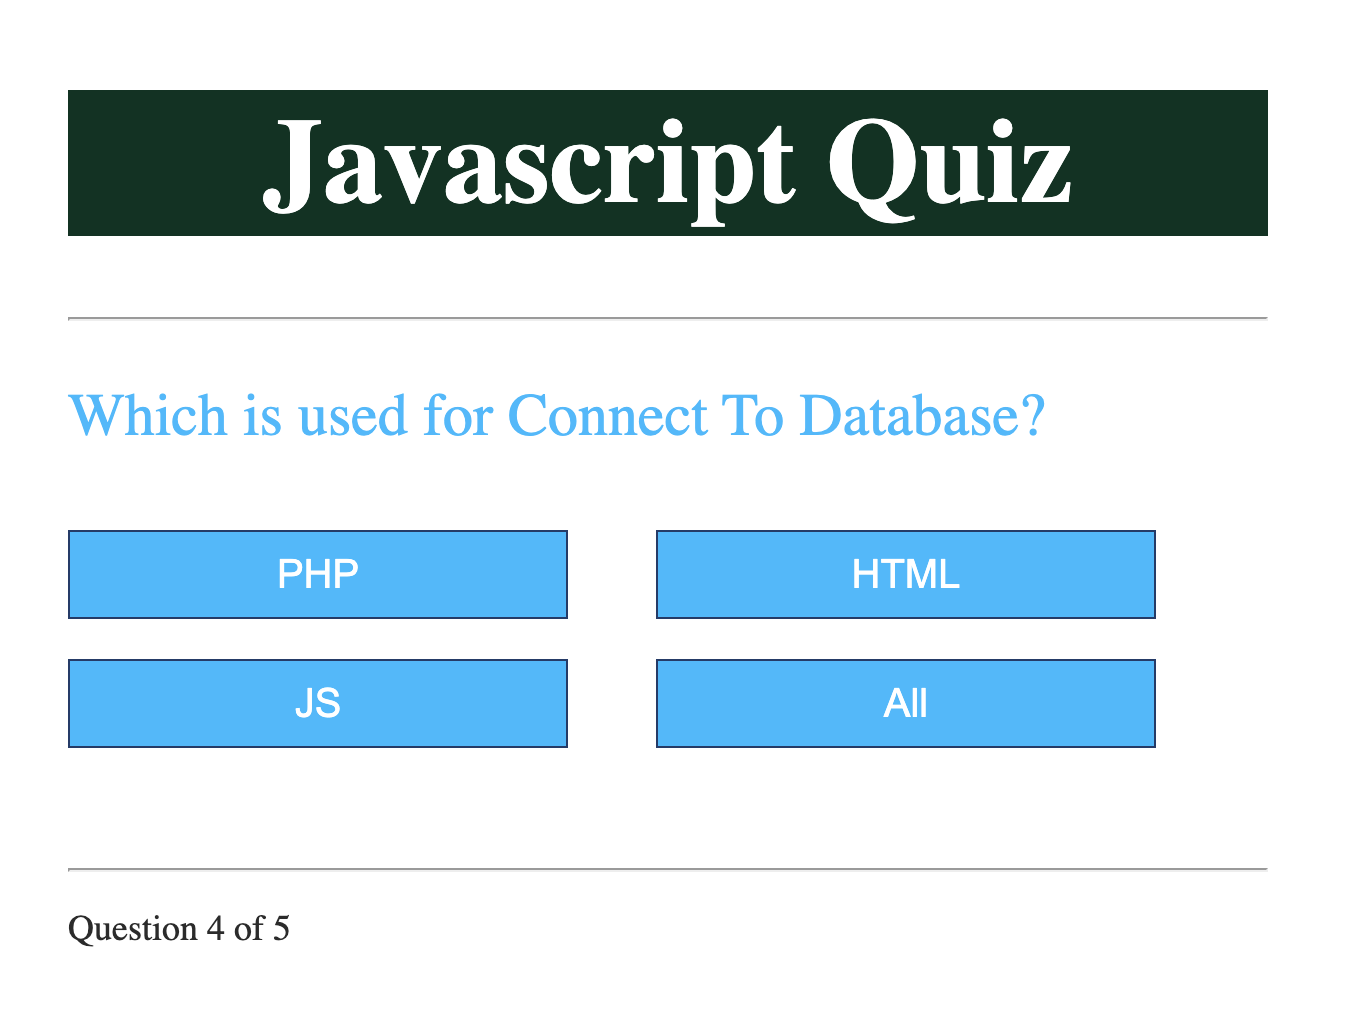 Javascript Quiz
Which is used for Connect To Database?
PHP
HTML
JS
All
Question 4 of 5